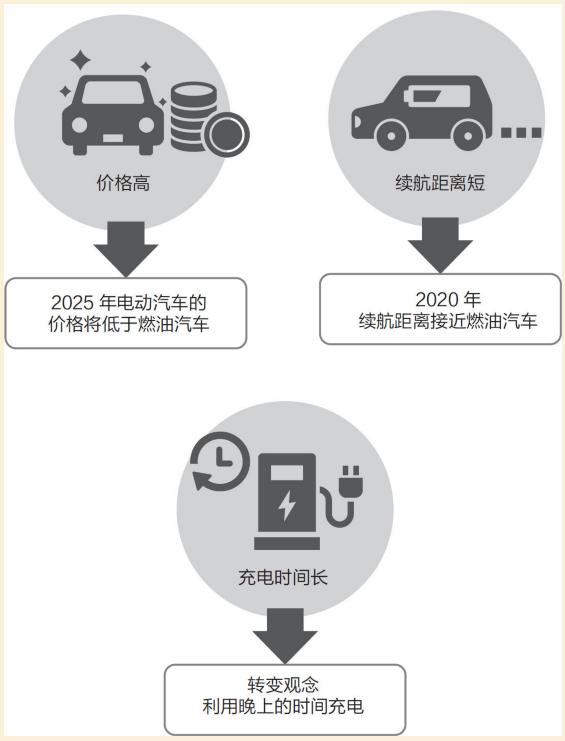 价格高
续航距离短
2025 年电动汽车的
价格将低于燃油汽车
2020 年
续航距离接近燃油汽车
充电时间长
转变观念
利用晚上的时间充电